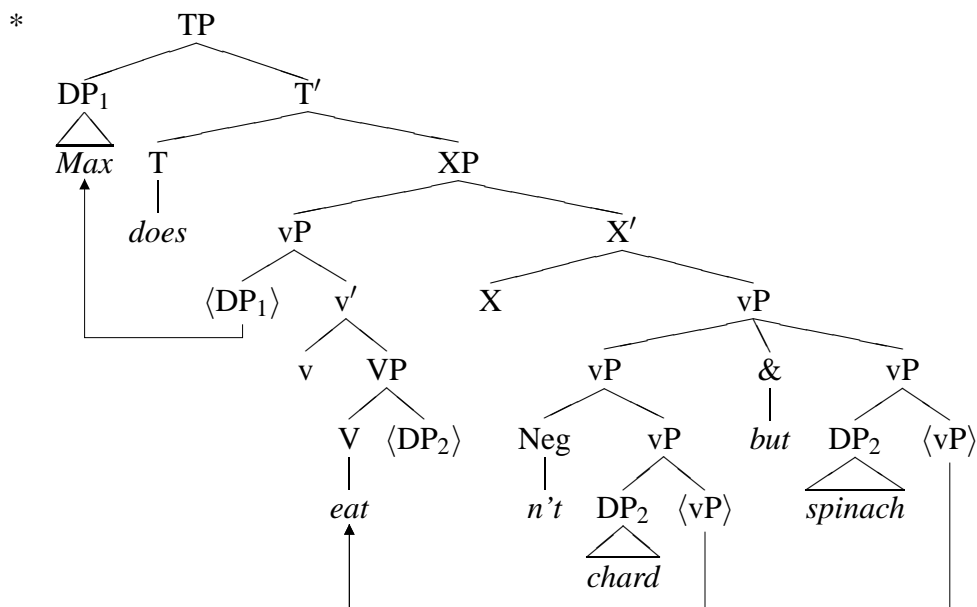 * TP
DP₁ T′
Max T XP
does vP X′
⟨DP₁⟩ v′ X vP
v VP vP & vP
V ⟨DP₂⟩ Neg vP but DP₂ ⟨vP⟩
eat n't DP₂ ⟨vP⟩ spinach
chard